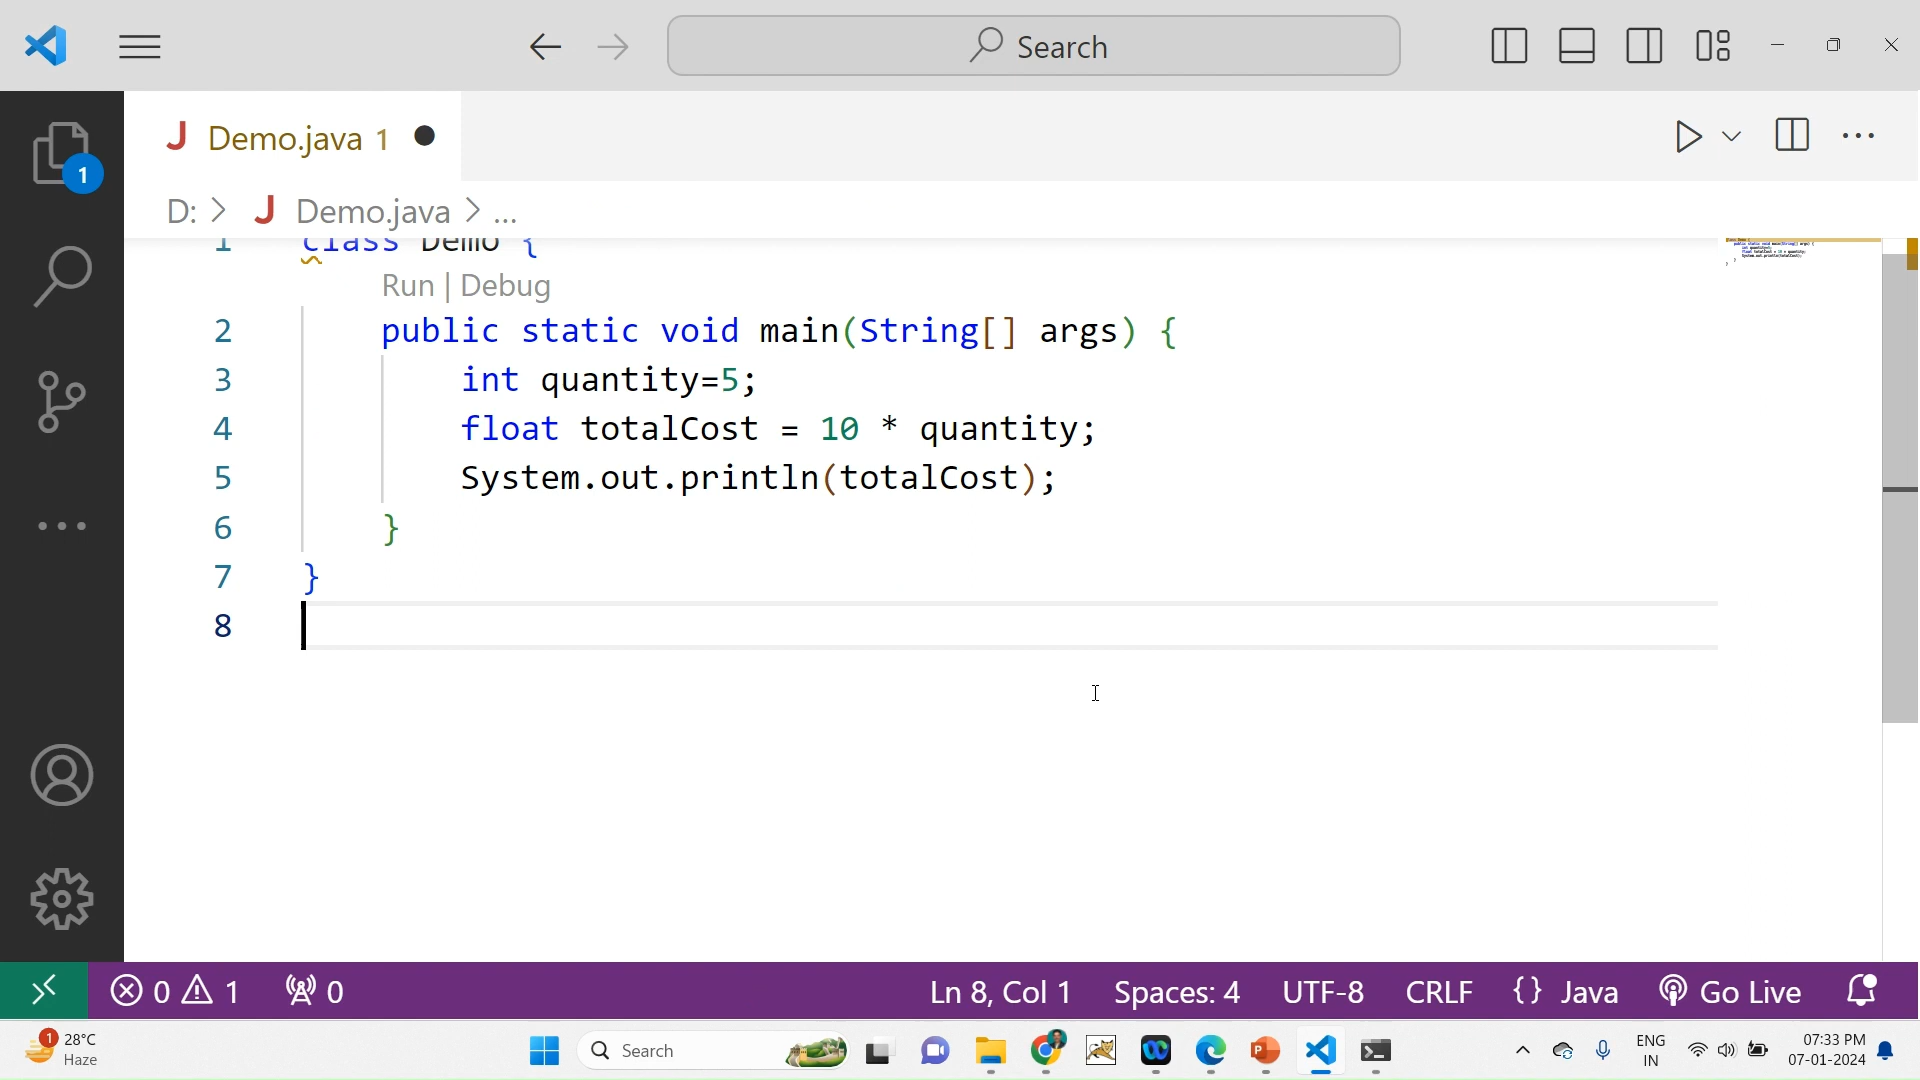 Search
J Demo.java 1
D: > J Demo.java > ...
1 class Demo {
Run | Debug
2 public static void main(String[] args) {
3 int quantity=5;
4 float totalCost = 10 * quantity;
5 System.out.println(totalCost);
6 }
7 }
8
1
0 1 0 Ln 8, Col 1 Spaces: 4 UTF-8 CRLF {} Java Go Live
1 28°C
Haze
Search
ENG
IN
07:33 PM
07-01-2024